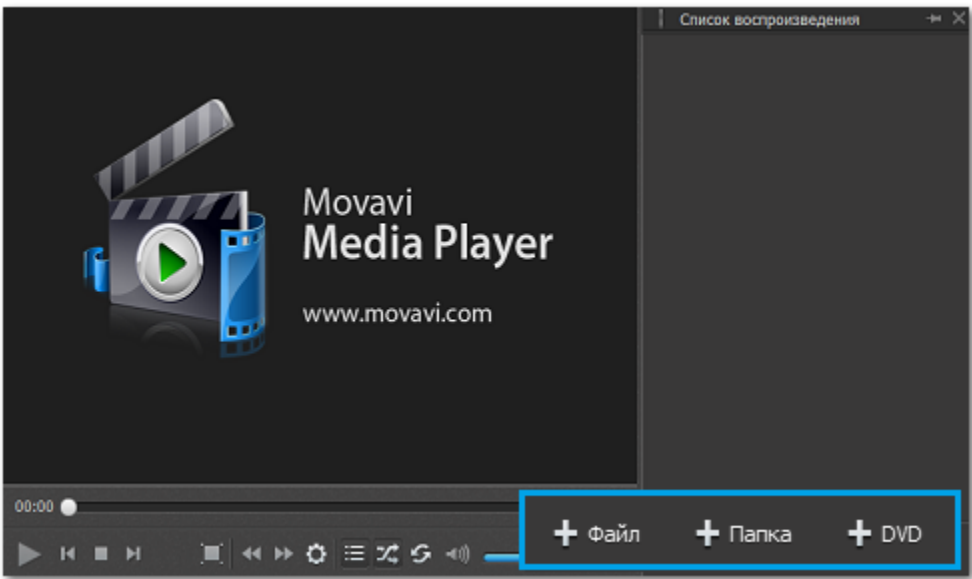 Список воспроизведения
Movavi
Media Player
www.movavi.com
00:00
Файл
Папка
DVD